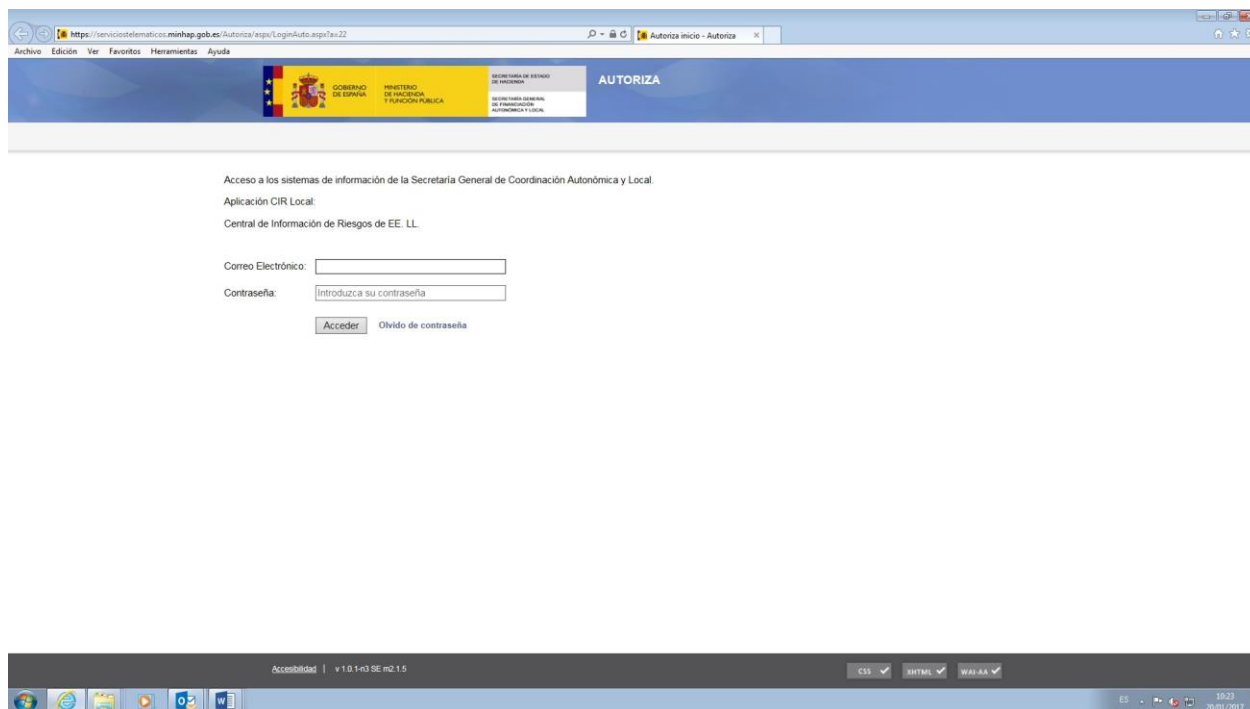 https://serviciostelematicos.minhap.gob.es/Autoriza/aspx/LoginAuto.aspx?a=22
Autoriza inicio - Autoriza
Archivo Edición Ver Favoritos Herramientas Ayuda
GOBIERNO
DE ESPAÑA
MINISTERIO
DE HACIENDA
Y FUNCIÓN PÚBLICA
SECRETARÍA DE ESTADO
DE HACIENDA
SECRETARÍA GENERAL
DE FINANCIACIÓN
AUTONÓMICA Y LOCAL
AUTORIZA
Acceso a los sistemas de información de la Secretaría General de Coordinación Autonómica y Local.
Aplicación CIR Local:
Central de Información de Riesgos de EE. LL.
Correo Electrónico:
Contraseña: Introduzca su contraseña
Acceder Olvido de contraseña
Accesibilidad | v 1.0.1-n3 SE m2.1.5
CSS XHTML WAI-AA
ES 10:23
20/01/2017